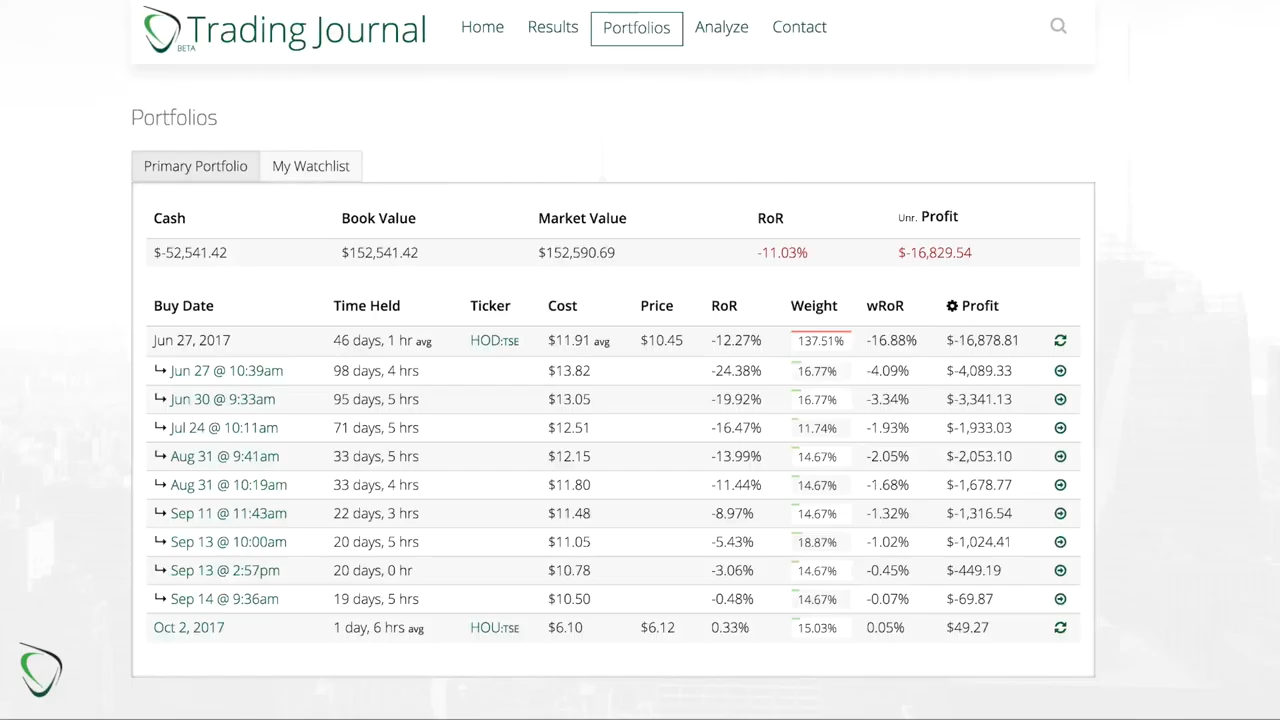 Trading Journal
BETA
Home Results Portfolios Analyze Contact
Portfolios
Primary Portfolio My Watchlist
Cash Book Value Market Value RoR Unr. Profit
$-52,541.42 $152,541.42 $152,590.69 -11.03% $-16,829.54
Buy Date Time Held Ticker Cost Price RoR Weight wRoR Profit
Jun 27, 2017 46 days, 1 hr avg HOD:TSE $11.91 avg $10.45 -12.27% 137.51% -16.88% $-16,878.81
Jun 27 @ 10:39am 98 days, 4 hrs $13.82 -24.38% 16.77% -4.09% $-4,089.33
Jun 30 @ 9:33am 95 days, 5 hrs $13.05 -19.92% 16.77% -3.34% $-3,341.13
Jul 24 @ 10:11am 71 days, 5 hrs $12.51 -16.47% 11.74% -1.93% $-1,933.03
Aug 31 @ 9:41am 33 days, 5 hrs $12.15 -13.99% 14.67% -2.05% $-2,053.10
Aug 31 @ 10:19am 33 days, 4 hrs $11.80 -11.44% 14.67% -1.68% $-1,678.77
Sep 11 @ 11:43am 22 days, 3 hrs $11.48 -8.97% 14.67% -1.32% $-1,316.54
Sep 13 @ 10:00am 20 days, 5 hrs $11.05 -5.43% 18.87% -1.02% $-1,024.41
Sep 13 @ 2:57pm 20 days, 0 hr $10.78 -3.06% 14.67% -0.45% $-449.19
Sep 14 @ 9:36am 19 days, 5 hrs $10.50 -0.48% 14.67% -0.07% $-69.87
Oct 2, 2017 1 day, 6 hrs avg HOU:TSE $6.10 $6.12 0.33% 15.03% 0.05% $49.27